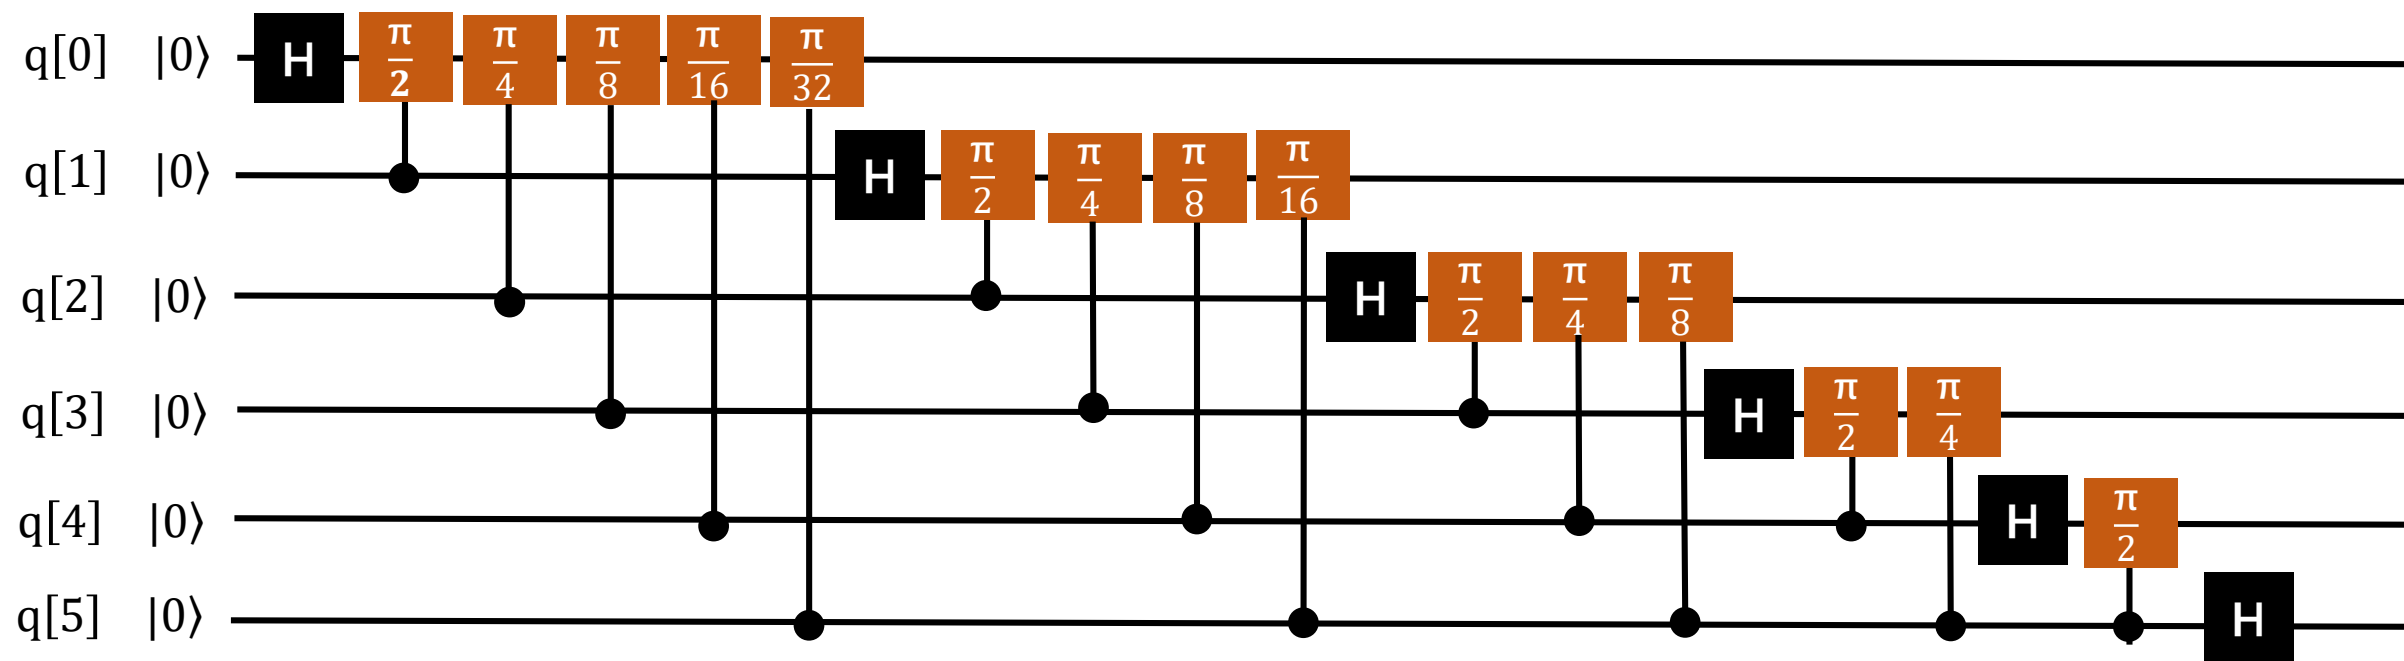 q[0] |0⟩ H π/2 π/4 π/8 π/16 π/32
q[1] |0⟩ H π/2 π/4 π/8 π/16
q[2] |0⟩ H π/2 π/4 π/8
q[3] |0⟩ H π/2 π/4
q[4] |0⟩ H π/2
q[5] |0⟩ H